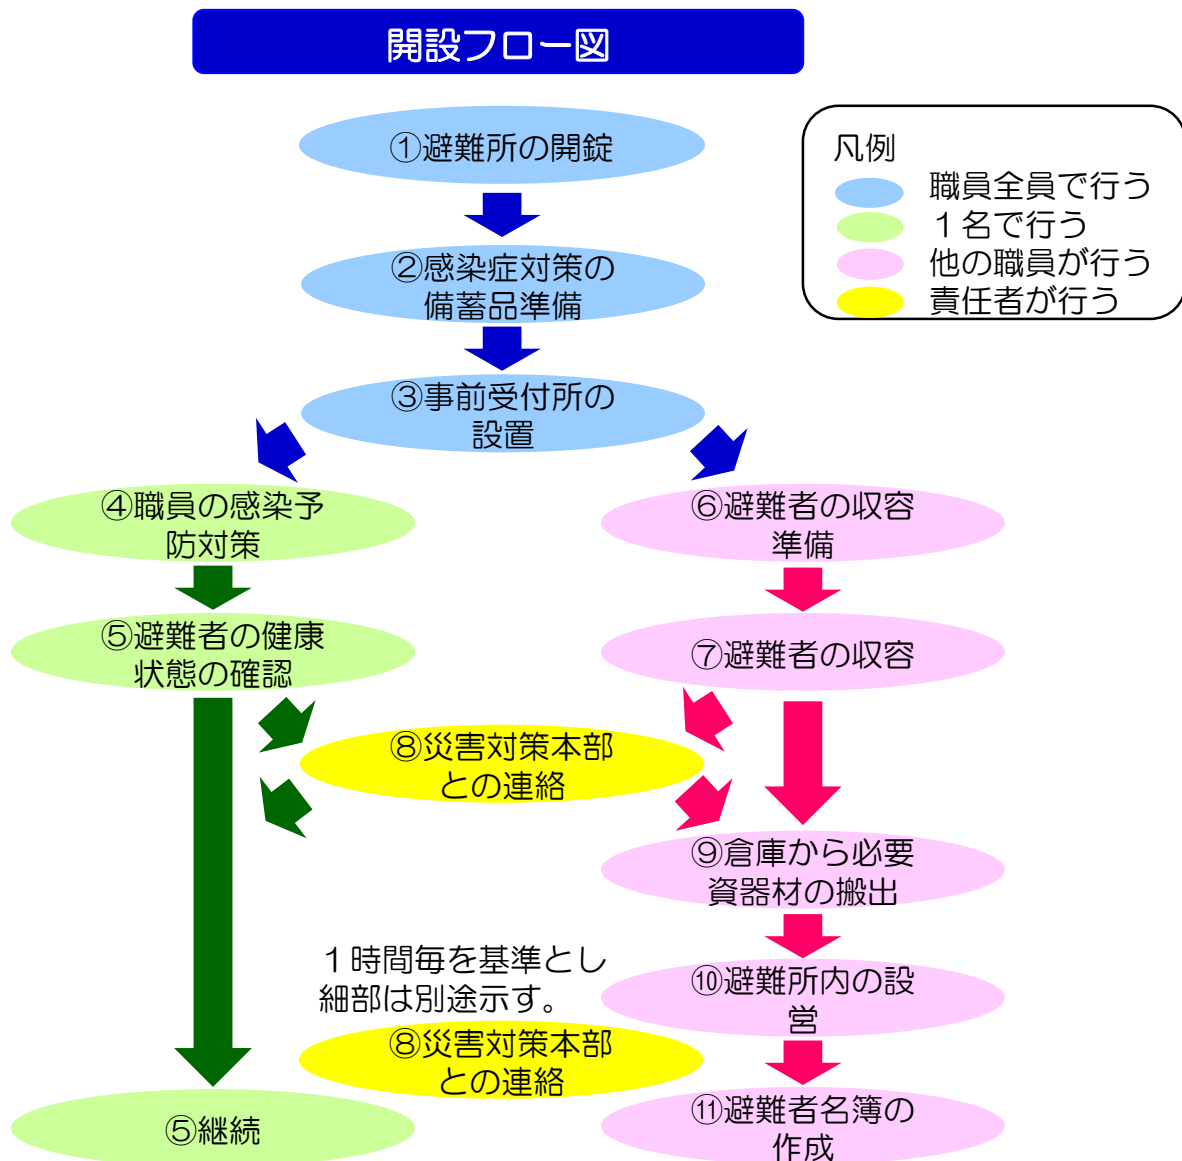 開設フロー図
①避難所の開錠
凡例
職員全員で行う
１名で行う
他の職員が行う
責任者が行う
②感染症対策の
備蓄品準備
③事前受付所の
設置
④職員の感染予
防対策
⑥避難者の収容
準備
⑤避難者の健康
状態の確認
⑦避難者の収容
⑧災害対策本部
との連絡
⑨倉庫から必要
資器材の搬出
１時間毎を基準とし
細部は別途示す。
⑩避難所内の設
営
⑧災害対策本部
との連絡
⑤継続
⑪避難者名簿の
作成